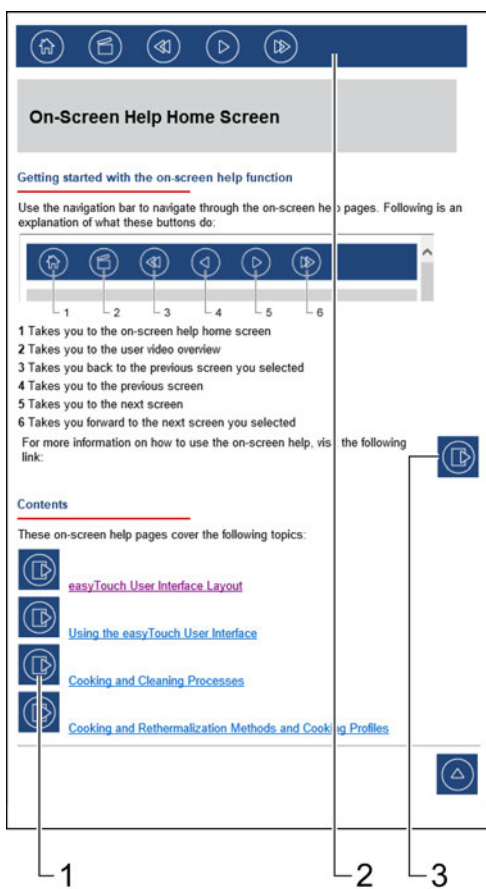 On-Screen Help Home Screen
Getting started with the on-screen help function
Use the navigation bar to navigate through the on-screen help pages. Following is an
explanation of what these buttons do:
1 2 3 4 5 6
1 Takes you to the on-screen help home screen
2 Takes you to the user video overview
3 Takes you back to the previous screen you selected
4 Takes you to the previous screen
5 Takes you to the next screen
6 Takes you forward to the next screen you selected
For more information on how to use the on-screen help, visit the following
link:
Contents
These on-screen help pages cover the following topics:
easyTouch User Interface Layout
Using the easyTouch User Interface
Cooking and Cleaning Processes
Cooking and Rethermalization Methods and Cooking Profiles
1 2 3